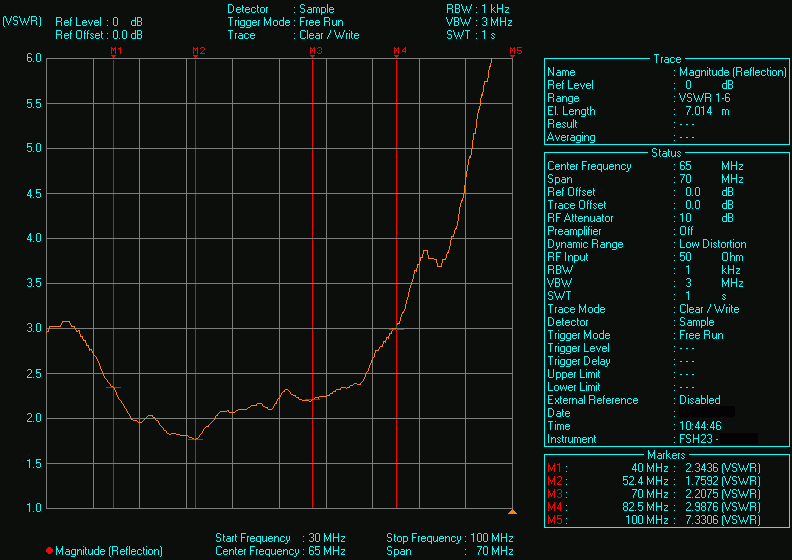 Detector : Sample RBW : 1 kHz
(VSWR) Ref Level : 0 dB Trigger Mode : Free Run VBW : 3 MHz
Ref Offset : 0.0 dB Trace : Clear / Write SWT : 1 s
M1 M2 M3 M4 M5
6.0
5.5
5.0
4.5
4.0
3.5
3.0
2.5
2.0
1.5
1.0
Start Frequency : 30 MHz Stop Frequency : 100 MHz
Magnitude (Reflection) Center Frequency : 65 MHz Span : 70 MHz
Trace
Name : Magnitude (Reflection)
Ref Level : 0 dB
Range : VSWR 1-6
El. Length : 7.014 m
Result : - - -
Averaging : - - -
Status
Center Frequency : 65 MHz
Span : 70 MHz
Ref Offset : 0.0 dB
Trace Offset : 0.0 dB
RF Attenuator : 10 dB
Preamplifier : Off
Dynamic Range : Low Distortion
RF Input : 50 Ohm
RBW : 1 kHz
VBW : 3 MHz
SWT : 1 s
Trace Mode : Clear / Write
Detector : Sample
Trigger Mode : Free Run
Trigger Level : - - -
Trigger Delay : - - -
Upper Limit : - - -
Lower Limit : - - -
External Reference : Disabled
Date :
Time : 10:44:46
Instrument : FSH23 -
Markers
M1 : 40 MHz : 2.3436 (VSWR)
M2 : 52.4 MHz : 1.7592 (VSWR)
M3 : 70 MHz : 2.2075 (VSWR)
M4 : 82.5 MHz : 2.9876 (VSWR)
M5 : 100 MHz : 7.3306 (VSWR)